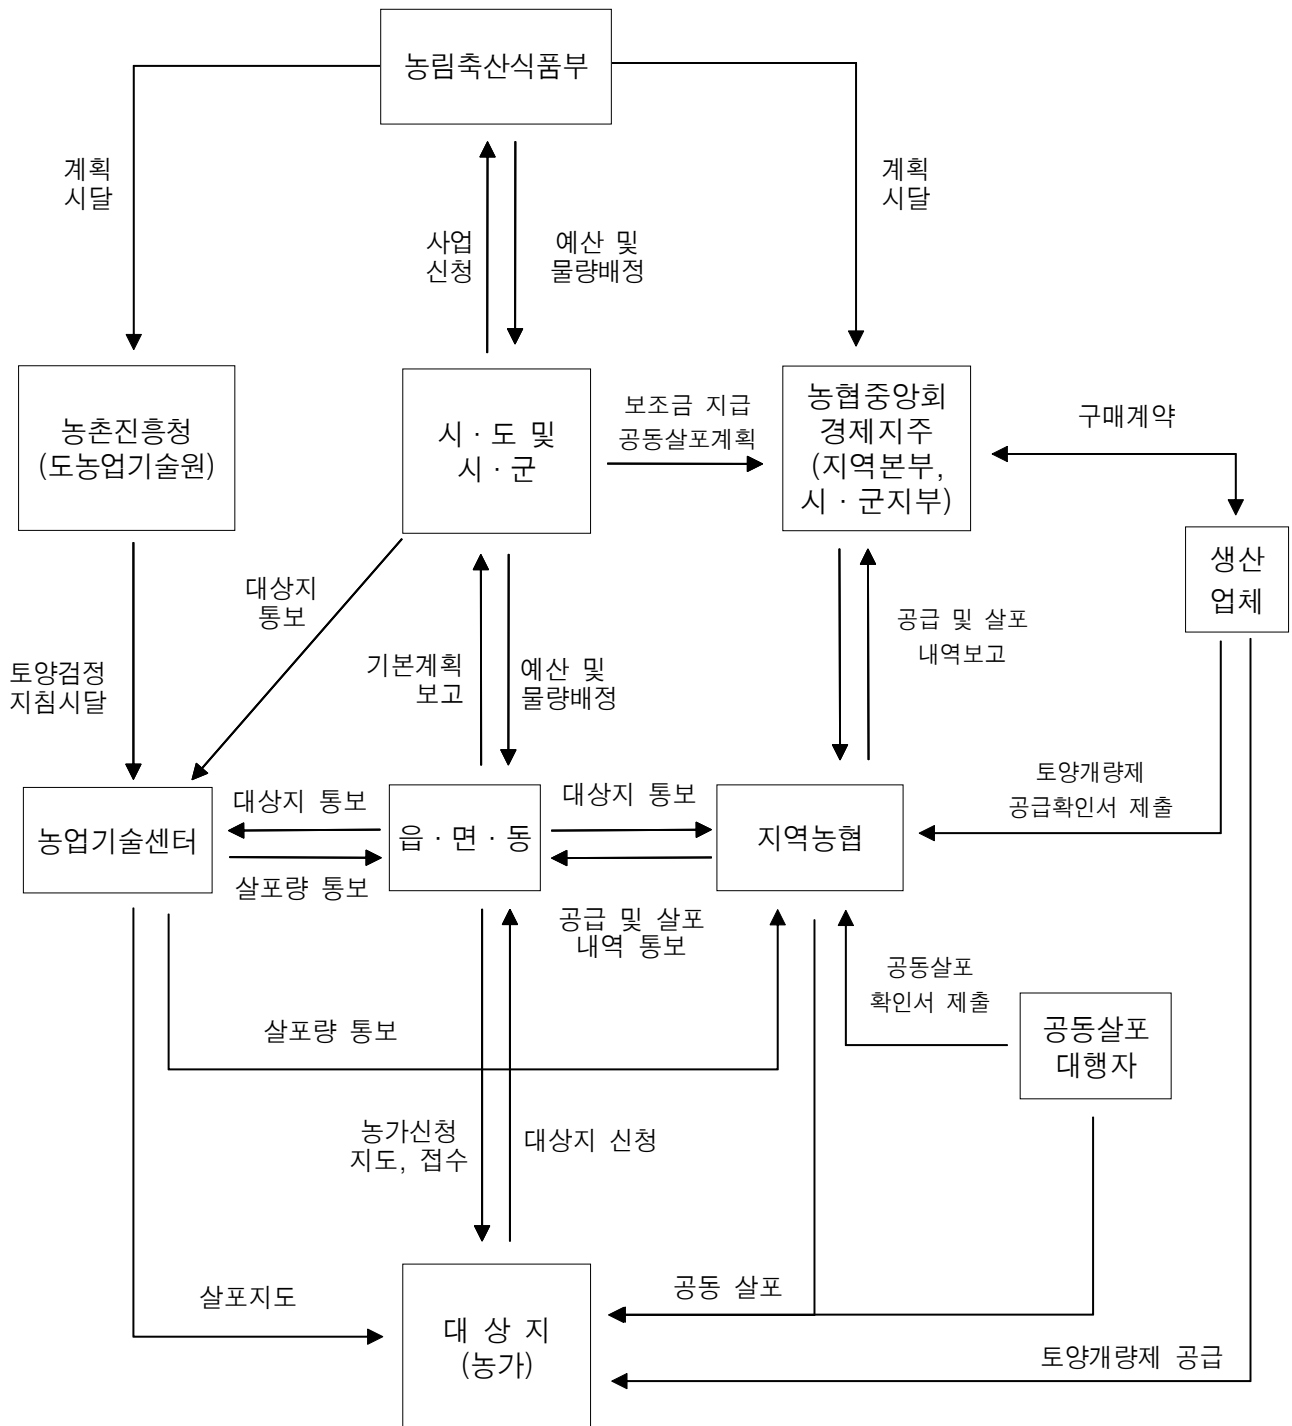 농림축산식품부
계획
시달
계획
시달
사업
신청
예산 및
물량배정
농촌진흥청
(도농업기술원)
시 · 도 및
시 · 군
보조금 지급
공동살포계획
농협중앙회
경제지주
(지역본부,
시 · 군지부)
구매계약
생산
업체
대상지
통보
토양검정
지침시달
기본계획
보고
예산 및
물량배정
공급 및 살포
내역보고
토양개량제
공급확인서 제출
농업기술센터
대상지 통보
살포량 통보
읍 · 면 · 동
대상지 통보
공급 및 살포
내역 통보
지역농협
공동살포
확인서 제출
공동살포
대행자
살포량 통보
농가신청
지도, 접수
대상지 신청
살포지도
대 상 지
(농가)
공동 살포
토양개량제 공급